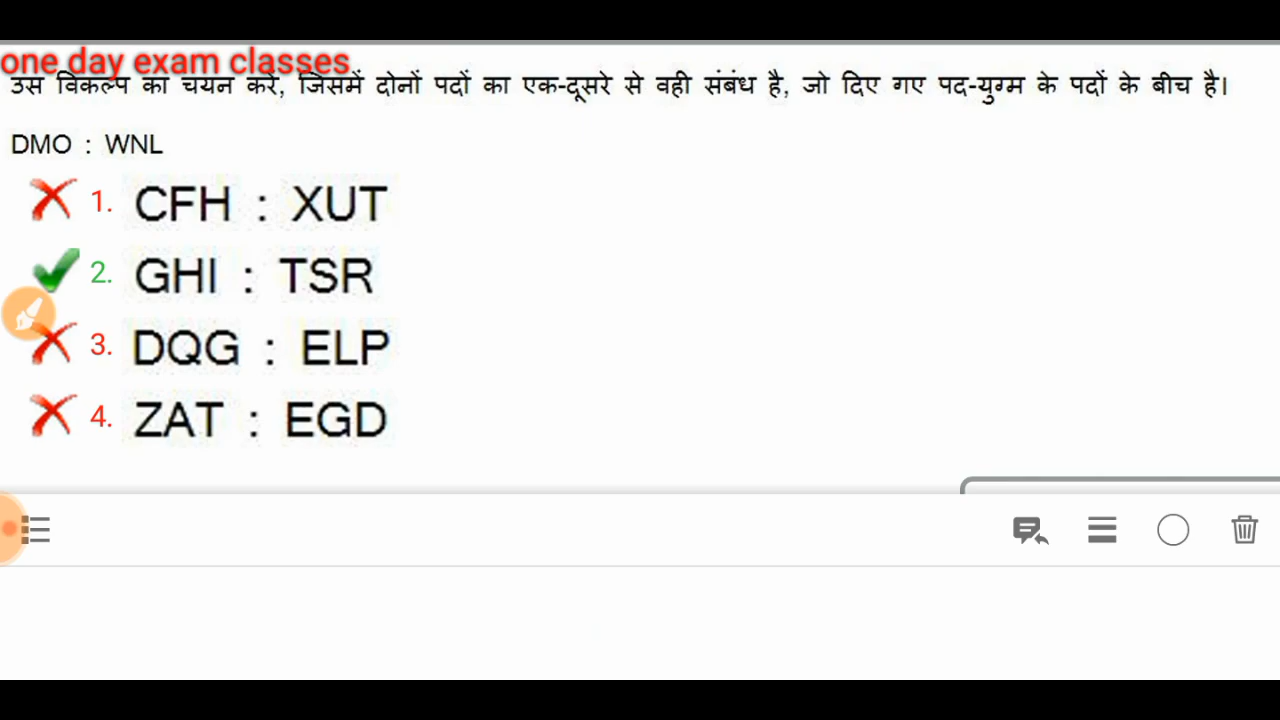 one day exam classes
उस विकल्प का चयन करे, जिसमें दोनों पदों का एक-दूसरे से वही संबंध है, जो दिए गए पद-युग्म के पदों के बीच है।
DMO : WNL
1. CFH : XUT
2. GHI : TSR
3. DQG : ELP
4. ZAT : EGD